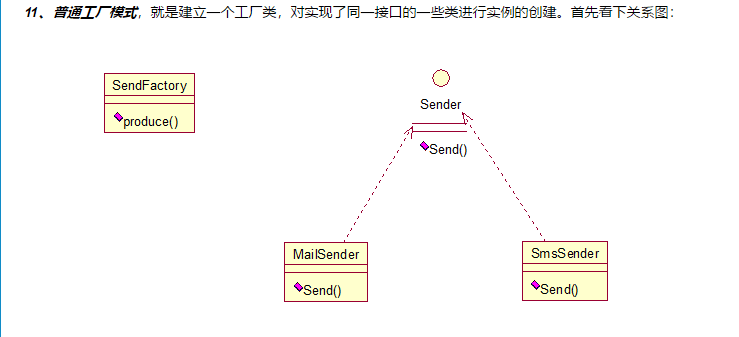 11、普通工厂模式，就是建立一个工厂类，对实现了同一接口的一些类进行实例的创建。首先看下关系图：
SendFactory
produce()
Sender
Send()
MailSender
Send()
SmsSender
Send()